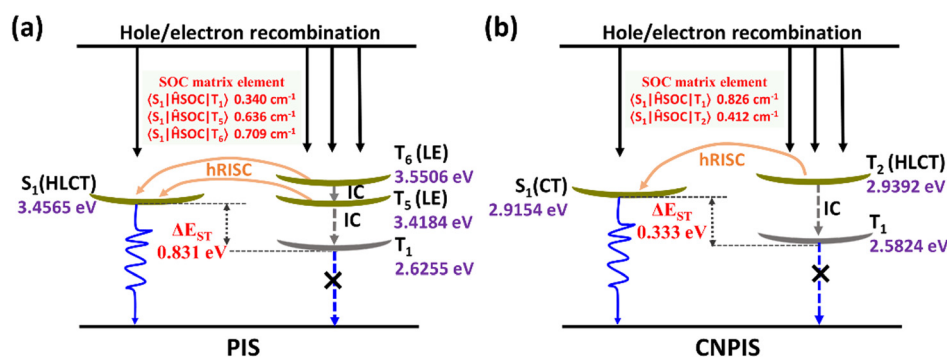 (a)
Hole/electron recombination
SOC matrix element
⟨S₁|ĤSOC|T₁⟩ 0.340 cm⁻¹
⟨S₁|ĤSOC|T₅⟩ 0.636 cm⁻¹
⟨S₁|ĤSOC|T₆⟩ 0.709 cm⁻¹
hRISC
T₆ (LE)
3.5506 eV
IC
S₁(HLCT)
3.4565 eV
T₅ (LE)
3.4184 eV
IC
ΔE_ST
0.831 eV
T₁
2.6255 eV
PIS
(b)
Hole/electron recombination
SOC matrix element
⟨S₁|ĤSOC|T₁⟩ 0.826 cm⁻¹
⟨S₁|ĤSOC|T₂⟩ 0.412 cm⁻¹
hRISC
T₂ (HLCT)
2.9392 eV
S₁(CT)
2.9154 eV
IC
ΔE_ST
0.333 eV
T₁
2.5824 eV
CNPIS